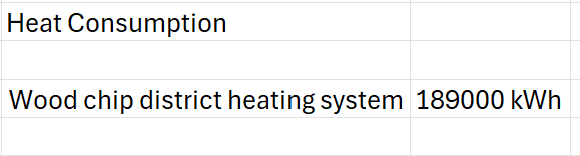 Heat Consumption
Wood chip district heating system 189000 kWh